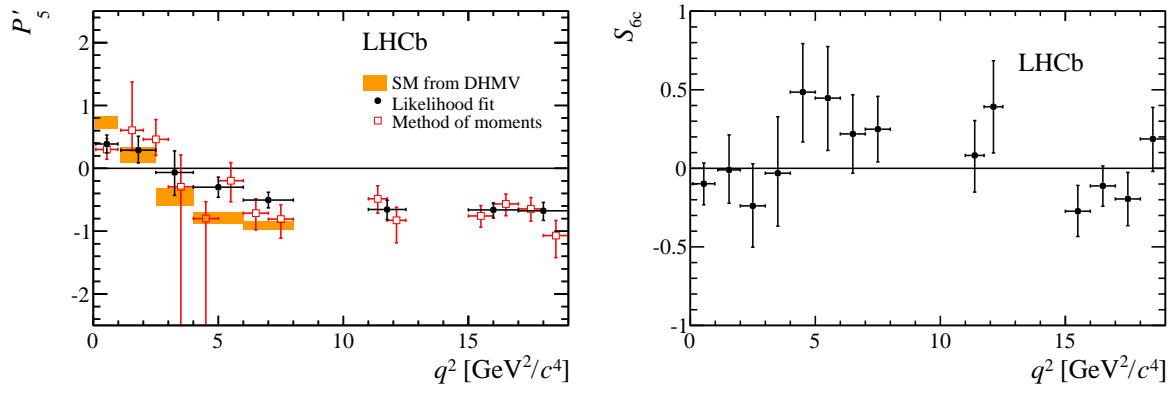 P'5
LHCb
SM from DHMV
Likelihood fit
Method of moments
2
1
0
-1
-2
0 5 10 15
q² [GeV²/c⁴]
S6c
LHCb
1
0.5
0
-0.5
-1
0 5 10 15
q² [GeV²/c⁴]